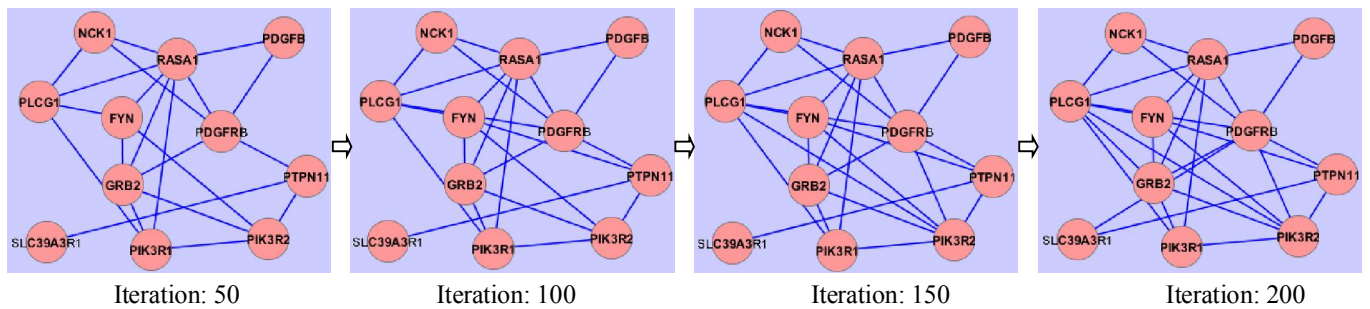 NCK1
PDGFB
RASA1
PLCG1
FYN
PDGFRB
PTPN11
GRB2
SLC39A3R1
PIK3R1
PIK3R2
Iteration: 50
NCK1
PDGFB
RASA1
PLCG1
FYN
PDGFRB
PTPN11
GRB2
SLC39A3R1
PIK3R1
PIK3R2
Iteration: 100
NCK1
PDGFB
RASA1
PLCG1
FYN
PDGFRB
PTPN11
GRB2
SLC39A3R1
PIK3R1
PIK3R2
Iteration: 150
NCK1
PDGFB
RASA1
PLCG1
FYN
PDGFRB
PTPN11
GRB2
SLC39A3R1
PIK3R1
PIK3R2
Iteration: 200